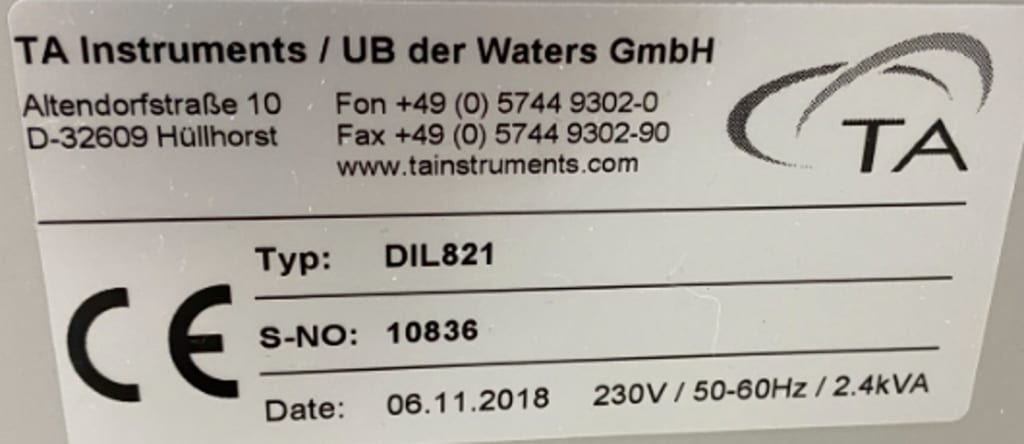 TA Instruments / UB der Waters GmbH
Altendorfstraße 10 Fon +49 (0) 5744 9302-0
D-32609 Hüllhorst Fax +49 (0) 5744 9302-90
www.tainstruments.com
TA
CE
Typ: DIL821
S-NO: 10836
Date: 06.11.2018 230V / 50-60Hz / 2.4kVA